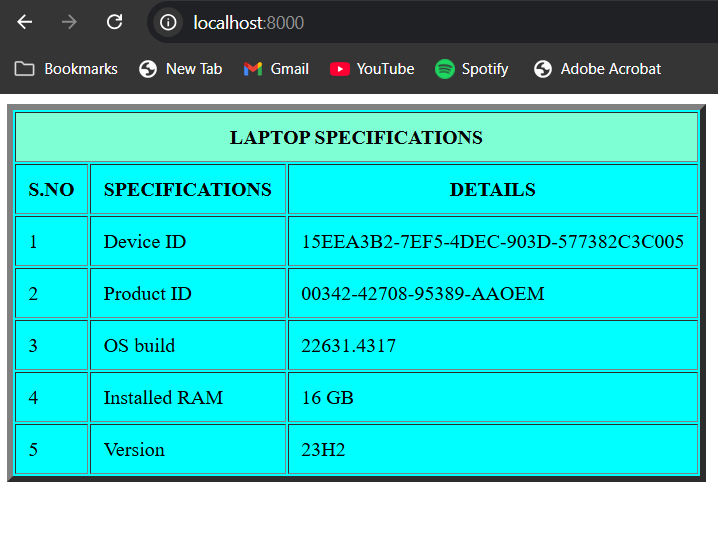 localhost:8000
Bookmarks New Tab Gmail YouTube Spotify Adobe Acrobat
LAPTOP SPECIFICATIONS
S.NO SPECIFICATIONS DETAILS
1 Device ID 15EEA3B2-7EF5-4DEC-903D-577382C3C005
2 Product ID 00342-42708-95389-AAOEM
3 OS build 22631.4317
4 Installed RAM 16 GB
5 Version 23H2